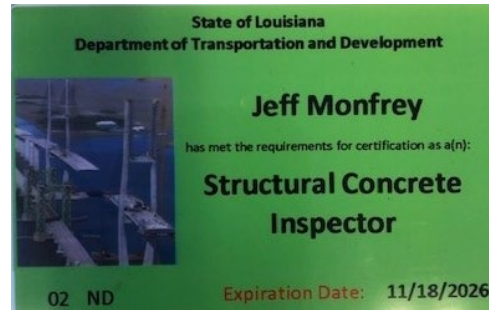 State of Louisiana
Department of Transportation and Development
Jeff Monfrey
has met the requirements for certification as a(n):
Structural Concrete
Inspector
02 ND Expiration Date: 11/18/2026